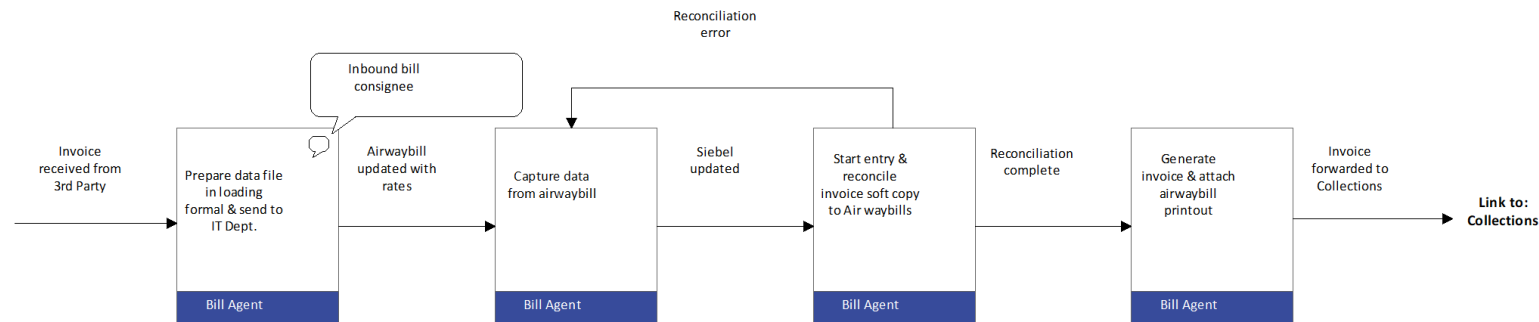 Reconciliation
error
Inbound bill
consignee
Invoice
received from
3rd Party
Prepare data file
in loading
formal & send to
IT Dept.
Bill Agent
Airwaybill
updated with
rates
Capture data
from airwaybill
Bill Agent
Siebel
updated
Start entry &
reconcile
invoice soft copy
to Air waybills
Bill Agent
Reconciliation
complete
Generate
invoice & attach
airwaybill
printout
Bill Agent
Invoice
forwarded to
Collections
Link to:
Collections